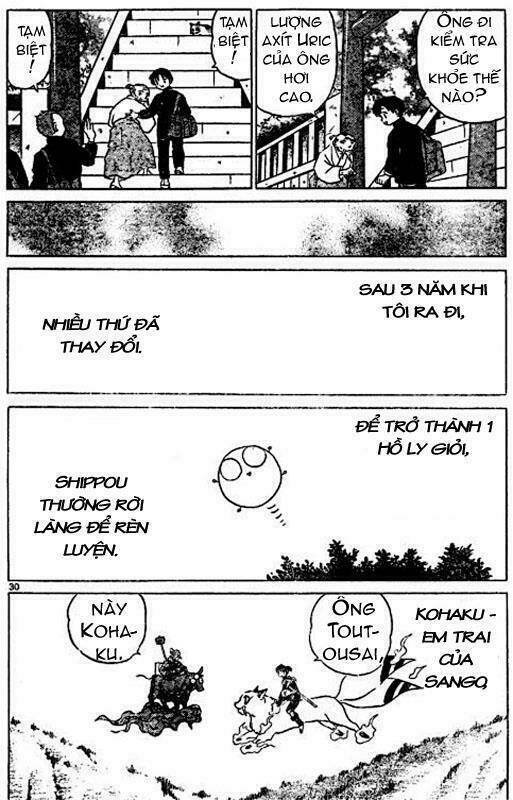 ÔNG ĐI
KIỂM TRA
SỨC
KHỎE THẾ
NÀO?
LƯỢNG
AXÍT URIC
CỦA ÔNG
HƠI
CAO.
TẠM
BIỆT!
TẠM
BIỆT!
SAU 3 NĂM KHI
TÔI RA ĐI,
NHIỀU THỨ ĐÃ
THAY ĐỔI.
ĐỂ TRỞ THÀNH 1
HỒ LY GIỎI,
SHIPPOU
THƯỜNG RỜI
LÀNG ĐỂ RÈN
LUYỆN.
30
KOHAKU -
EM TRAI
CỦA
SANGO,
ÔNG
TOUT-
OUSAI,
NÀY
KOHA-
KU.